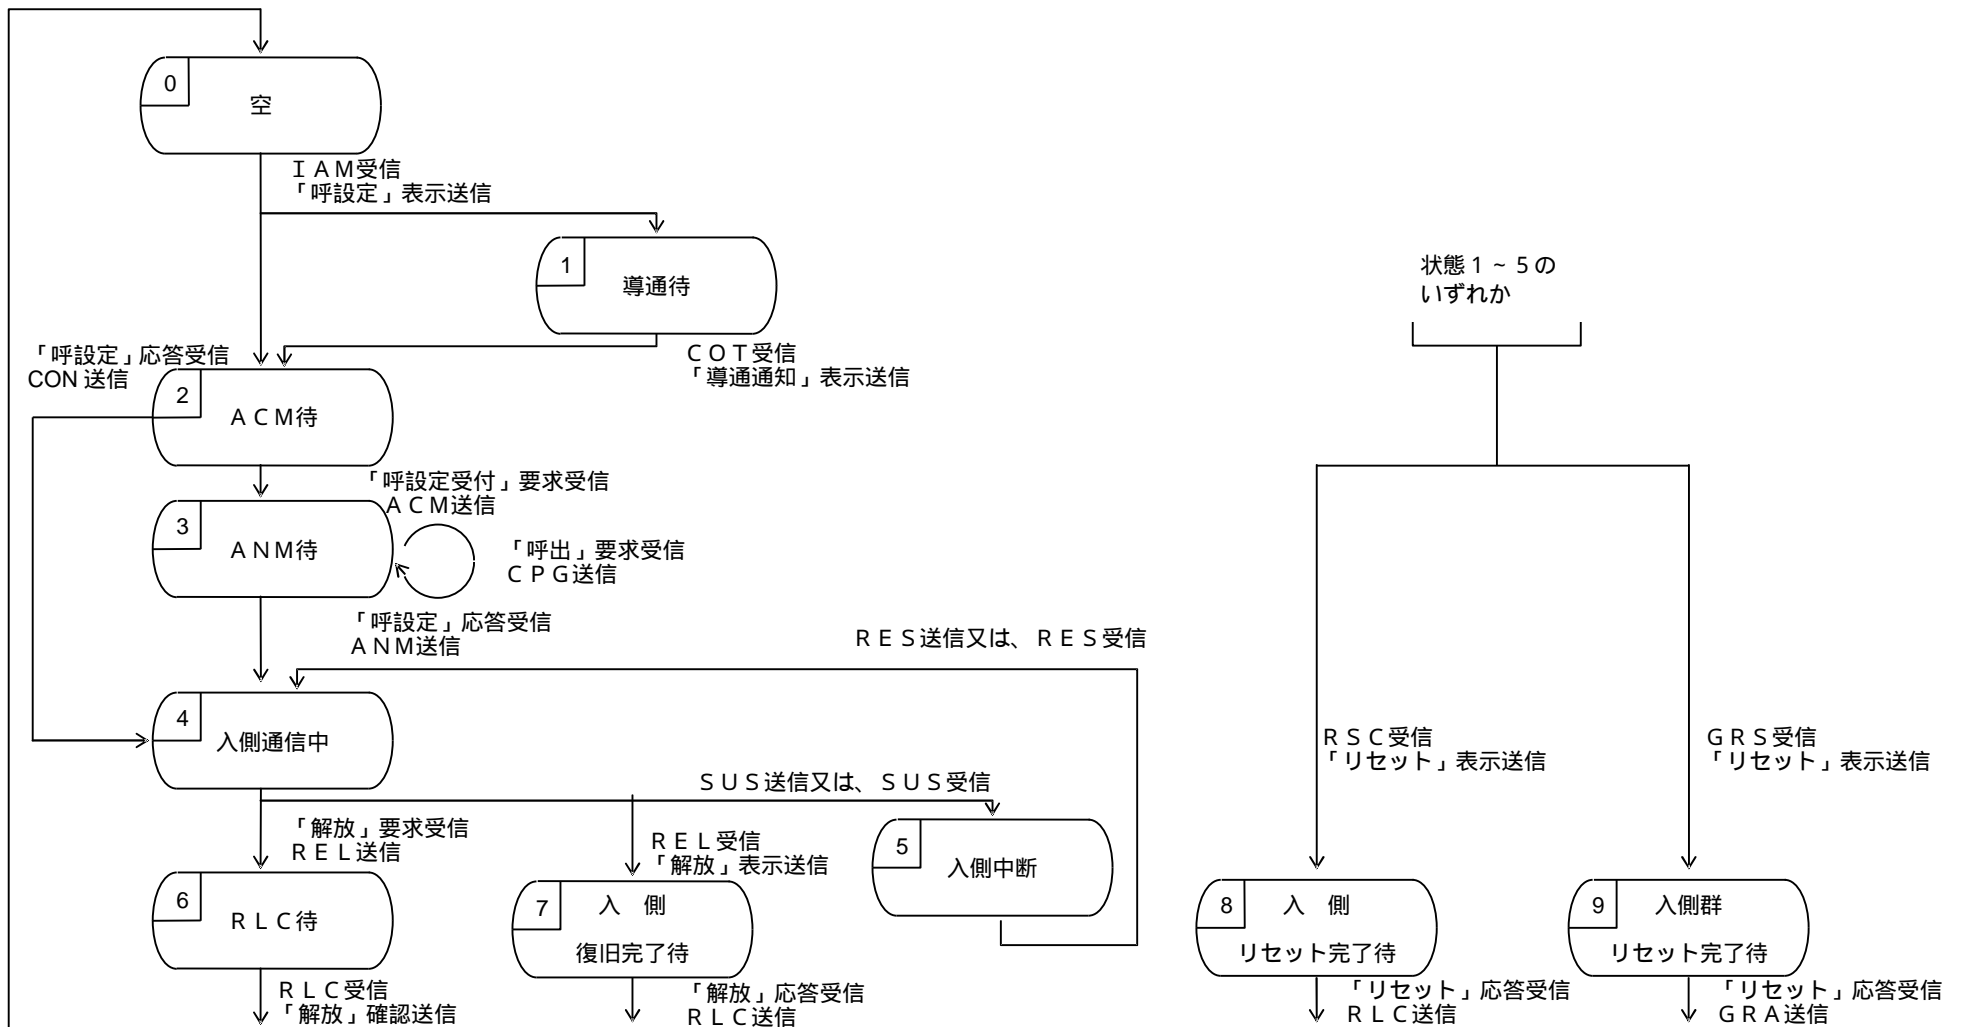 0
空
ＩＡＭ受信
「呼設定」表示送信
1
導通待
状態１～５の
いずれか
「呼設定」応答受信
CON 送信
ＣＯＴ受信
「導通通知」表示送信
2
ＡＣＭ待
「呼設定受付」要求受信
ＡＣＭ送信
3
ＡＮＭ待
「呼出」要求受信
ＣＰＧ送信
「呼設定」応答受信
ＡＮＭ送信
ＲＥＳ送信又は、ＲＥＳ受信
4
入側通信中
ＲＳＣ受信
「リセット」表示送信
ＧＲＳ受信
「リセット」表示送信
ＳＵＳ送信又は、ＳＵＳ受信
「解放」要求受信
ＲＥＬ送信
ＲＥＬ受信
「解放」表示送信
5
入側中断
6
ＲＬＣ待
7
入　側
復旧完了待
8
入　側
リセット完了待
9
入側群
リセット完了待
ＲＬＣ受信
「解放」確認送信
「解放」応答受信
ＲＬＣ送信
「リセット」応答受信
ＲＬＣ送信
「リセット」応答受信
ＧＲＡ送信